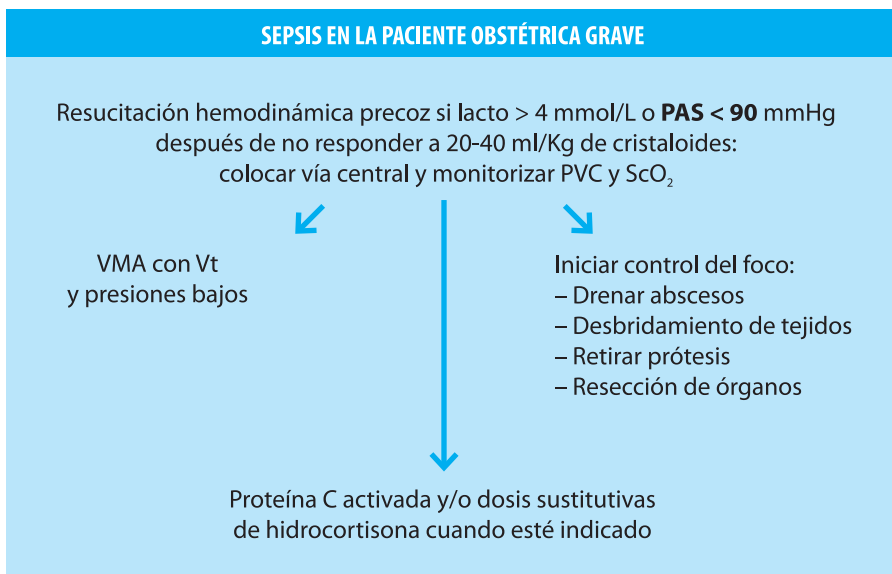 SEPSIS EN LA PACIENTE OBSTÉTRICA GRAVE
Resucitación hemodinámica precoz si lacto > 4 mmol/L o PAS < 90 mmHg
después de no responder a 20-40 ml/Kg de cristaloides:
colocar vía central y monitorizar PVC y ScO₂
VMA con Vt
y presiones bajos
Iniciar control del foco:
– Drenar abscesos
– Desbridamiento de tejidos
– Retirar prótesis
– Resección de órganos
Proteína C activada y/o dosis sustitutivas
de hidrocortisona cuando esté indicado